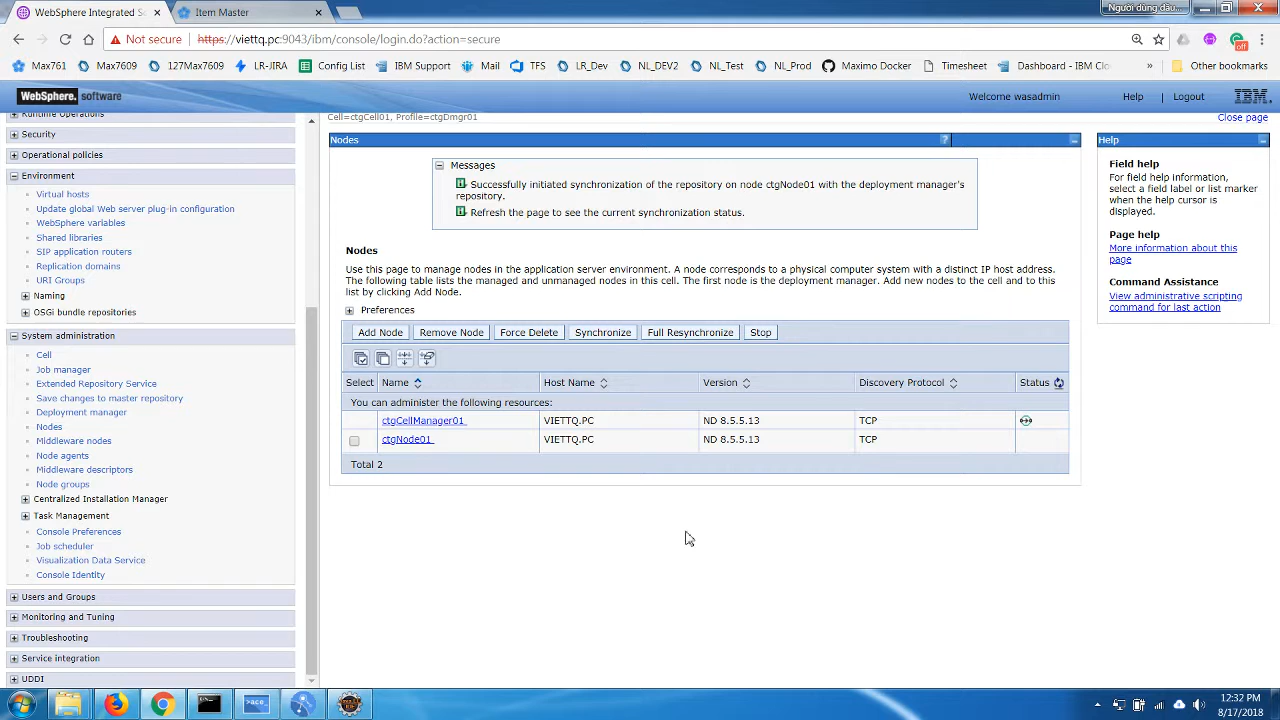 WebSphere Integrated S
Item Master
Người dùng đầu...
Not secure
https://viettq.pc:9043/ibm/console/login.do?action=secure
off
Max761
Max7609
127Max7609
LR-JIRA
Config List
IBM Support
Mail
TFS
LR_Dev
NL_DEV2
NL_Test
NL_Prod
Maximo Docker
Timesheet
Dashboard - IBM Clo
»
Other bookmarks
WebSphere. software
Welcome wasadmin
Help
Logout
IBM
Runtime Operations
Security
Operational policies
Environment
Virtual hosts
Update global Web server plug-in configuration
WebSphere variables
Shared libraries
SIP application routers
Replication domains
URI Groups
Naming
OSGi bundle repositories
System administration
Cell
Job manager
Extended Repository Service
Save changes to master repository
Deployment manager
Nodes
Middleware nodes
Node agents
Middleware descriptors
Node groups
Centralized Installation Manager
Task Management
Console Preferences
Job scheduler
Visualization Data Service
Console Identity
Users and Groups
Monitoring and Tuning
Troubleshooting
Service integration
UDDI
Cell=ctgCell01, Profile=ctgDmgr01
Close page
Nodes
?
Messages
Successfully initiated synchronization of the repository on node ctgNode01 with the deployment manager's
repository.
Refresh the page to see the current synchronization status.
Nodes
Use this page to manage nodes in the application server environment. A node corresponds to a physical computer system with a distinct IP host address.
The following table lists the managed and unmanaged nodes in this cell. The first node is the deployment manager. Add new nodes to the cell and to this
list by clicking Add Node.
Preferences
Add Node
Remove Node
Force Delete
Synchronize
Full Resynchronize
Stop
Select
Name
Host Name
Version
Discovery Protocol
Status
You can administer the following resources:
ctgCellManager01
VIETTQ.PC
ND 8.5.5.13
TCP
ctgNode01
VIETTQ.PC
ND 8.5.5.13
TCP
Total 2
Help
Field help
For field help information,
select a field label or list marker
when the help cursor is
displayed.
Page help
More information about this
page
Command Assistance
View administrative scripting
command for last action
12:32 PM
8/17/2018